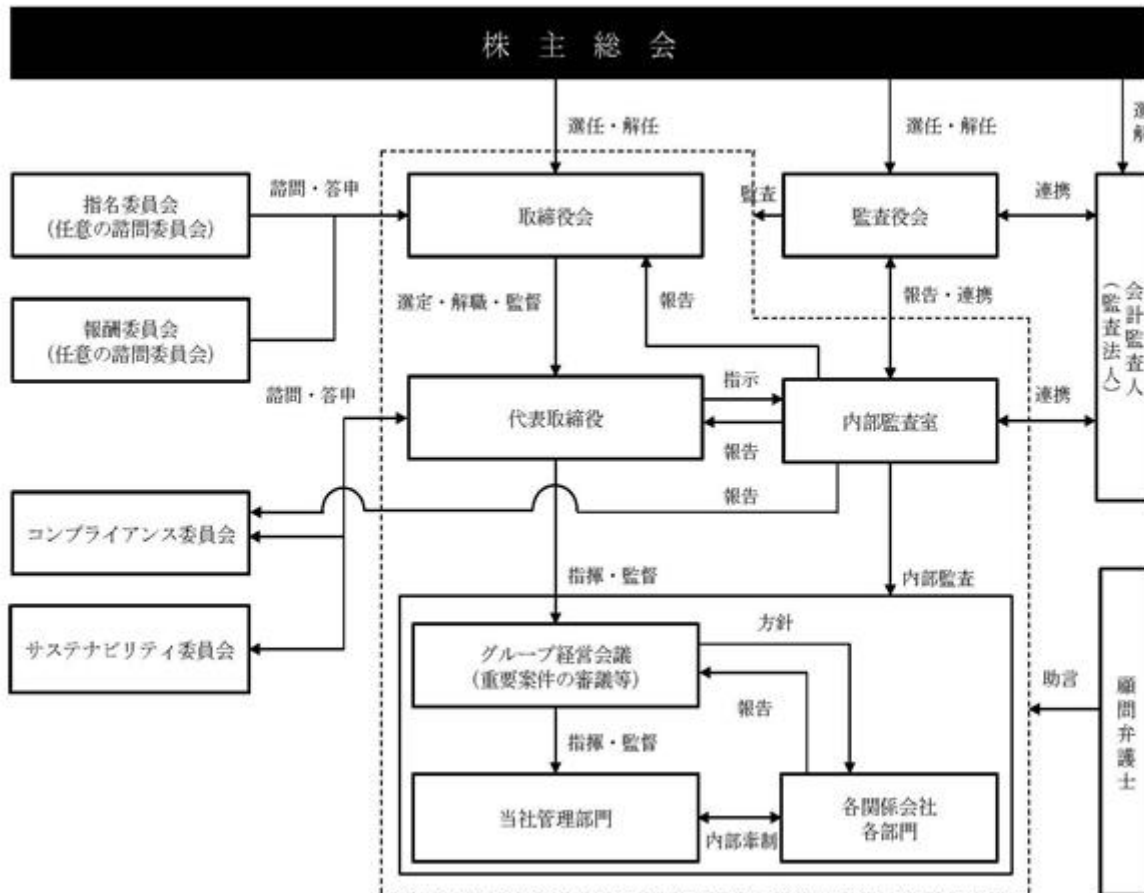 株主総会
選任・解任
選任・解任
選
解
指名委員会
(任意の諮問委員会)
諮問・答申
取締役会
監査
監査役会
連携
会計監査人
(監査法人)
報酬委員会
(任意の諮問委員会)
選定・解職・監督
報告
報告・連携
諮問・答申
代表取締役
指示
報告
内部監査室
連携
報告
コンプライアンス委員会
指揮・監督
内部監査
サステナビリティ委員会
グループ経営会議
(重要案件の審議等)
方針
報告
助言
顧問弁護士
指揮・監督
当社管理部門
内部牽制
各関係会社
各部門